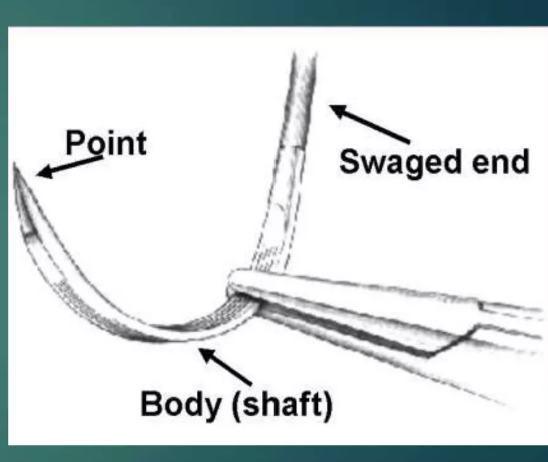 Point
Swaged end
Body (shaft)